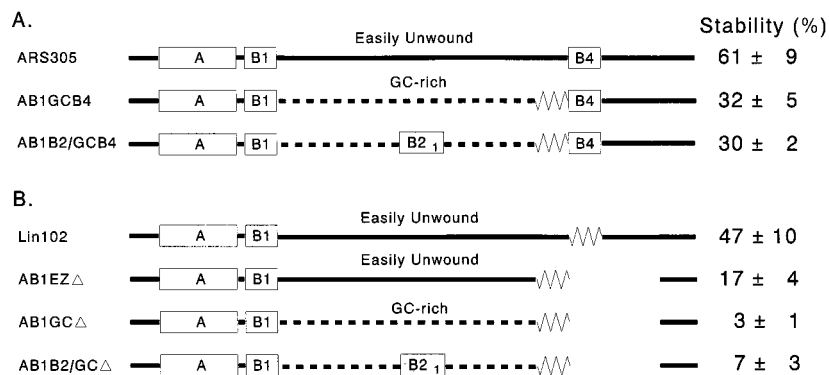 A.
Stability (%)
Easily Unwound
ARS305 A B1 B4 61 ± 9
GC-rich
AB1GCB4 A B1 B4 32 ± 5
AB1B2/GCB4 A B1 B2 1 B4 30 ± 2
B.
Easily Unwound
Lin102 A B1 47 ± 10
Easily Unwound
AB1EZ△ A B1 17 ± 4
GC-rich
AB1GC△ A B1 3 ± 1
AB1B2/GC△ A B1 B2 1 7 ± 3